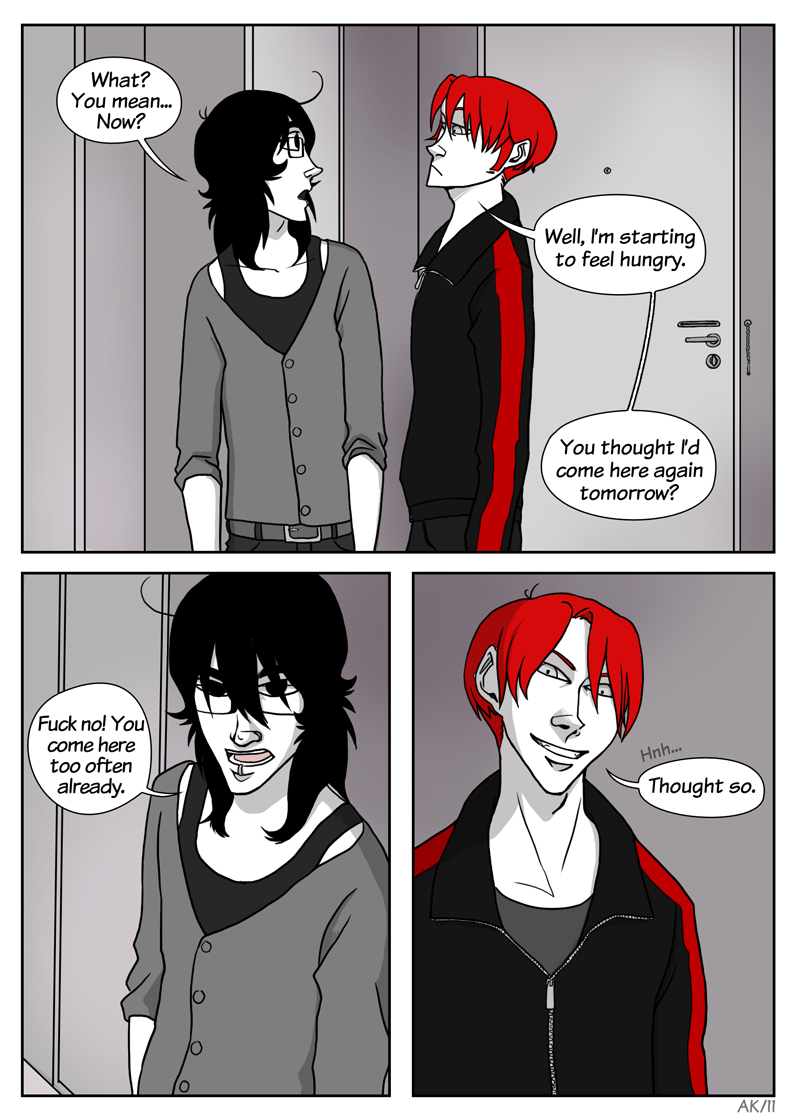 What?
You mean...
Now?
Well, I'm starting
to feel hungry.
You thought I'd
come here again
tomorrow?
Fuck no! You
come here
too often
already.
Hnh...
Thought so.
AK/11